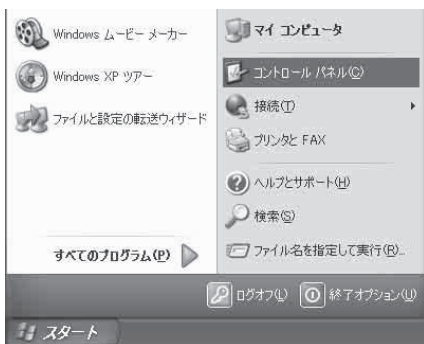 Windows ムービー メーカー
Windows XP ツアー
ファイルと設定の転送ウィザード
すべてのプログラム(P)
マイ コンピュータ
コントロール パネル(C)
接続(T)
プリンタと FAX
ヘルプとサポート(H)
検索(S)
ファイル名を指定して実行(R)...
ログオフ(L)
終了オプション(U)
スタート